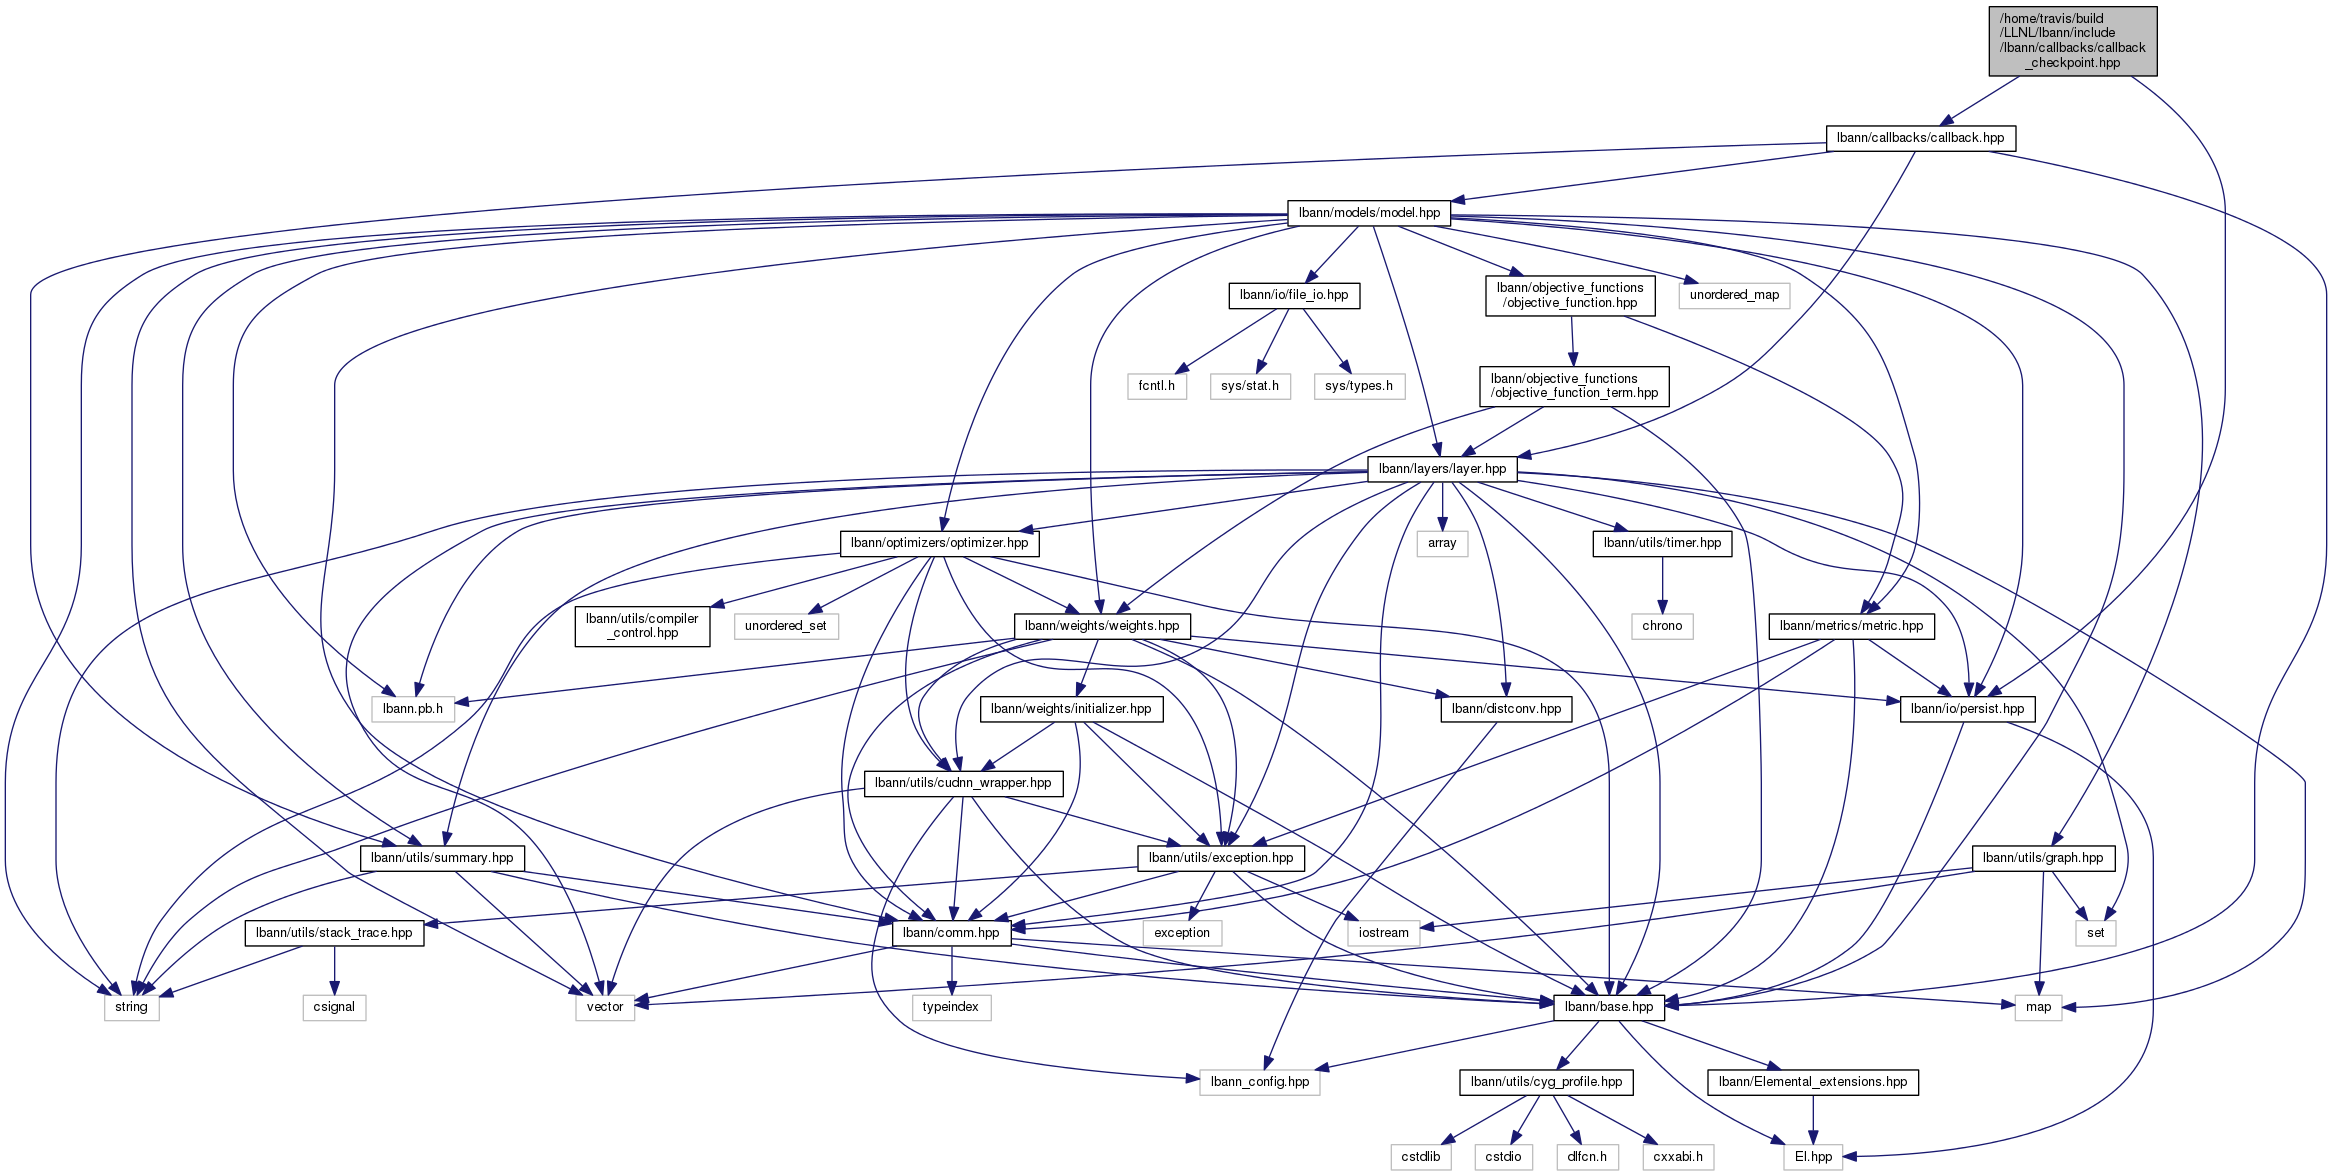 /home/travis/build
/LLNL/lbann/include
/lbann/callbacks/callback
_checkpoint.hpp
lbann/callbacks/callback.hpp
lbann/models/model.hpp
lbann/io/file_io.hpp
lbann/objective_functions
/objective_function.hpp
unordered_map
fcntl.h
sys/stat.h
sys/types.h
lbann/objective_functions
/objective_function_term.hpp
lbann/layers/layer.hpp
lbann/optimizers/optimizer.hpp
array
lbann/utils/timer.hpp
lbann/utils/compiler
_control.hpp
unordered_set
lbann/weights/weights.hpp
chrono
lbann/metrics/metric.hpp
lbann.pb.h
lbann/weights/initializer.hpp
lbann/distconv.hpp
lbann/io/persist.hpp
lbann/utils/cudnn_wrapper.hpp
lbann/utils/summary.hpp
lbann/utils/exception.hpp
lbann/utils/graph.hpp
lbann/utils/stack_trace.hpp
lbann/comm.hpp
exception
iostream
set
string
csignal
vector
typeindex
lbann/base.hpp
map
lbann_config.hpp
lbann/utils/cyg_profile.hpp
lbann/Elemental_extensions.hpp
cstdlib
cstdio
dlfcn.h
cxxabi.h
El.hpp